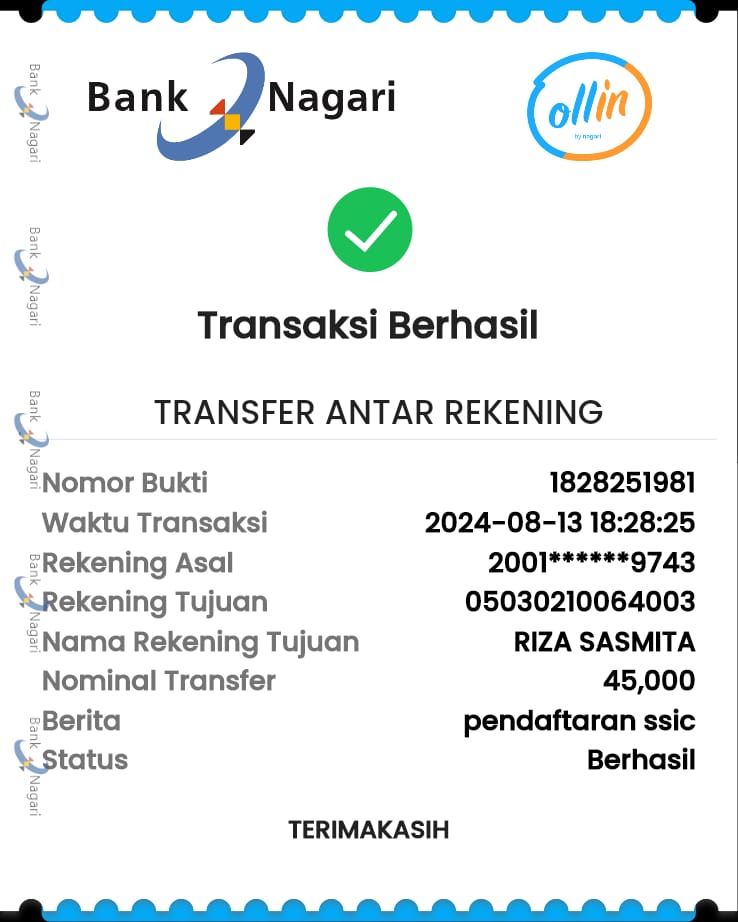 Bank Nagari
ollin
by nagari
Transaksi Berhasil
TRANSFER ANTAR REKENING
Nomor Bukti 1828251981
Waktu Transaksi 2024-08-13 18:28:25
Rekening Asal 2001******9743
Rekening Tujuan 05030210064003
Nama Rekening Tujuan RIZA SASMITA
Nominal Transfer 45,000
Berita pendaftaran ssic
Status Berhasil
TERIMAKASIH
Bank Nagari
Bank Nagari
Bank Nagari
Bank Nagari
Bank Nagari